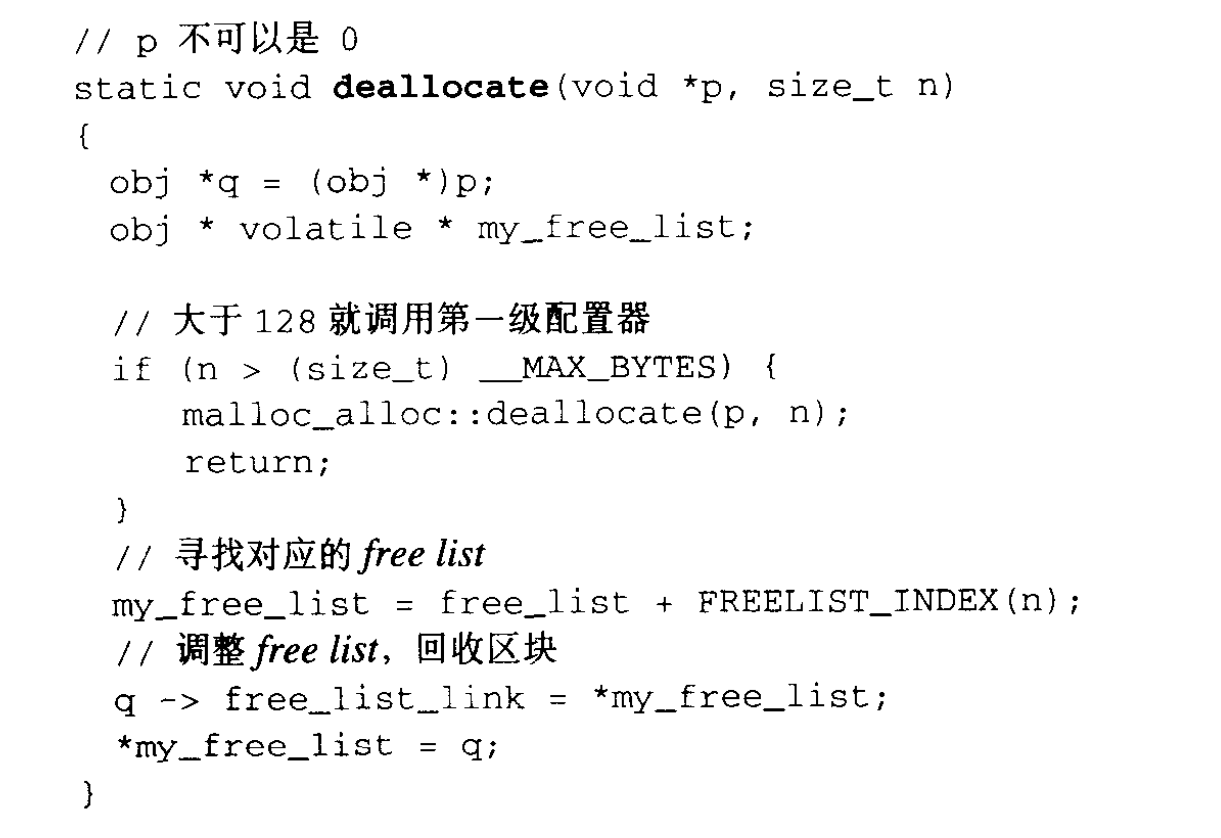 // p 不可以是 0
static void deallocate(void *p, size_t n)
{
  obj *q = (obj *)p;
  obj * volatile * my_free_list;

  // 大于 128 就调用第一级配置器
  if (n > (size_t) __MAX_BYTES) {
      malloc_alloc::deallocate(p, n);
      return;
  }
  // 寻找对应的 free list
  my_free_list = free_list + FREELIST_INDEX(n);
  // 调整 free list，回收区块
  q -> free_list_link = *my_free_list;
  *my_free_list = q;
}